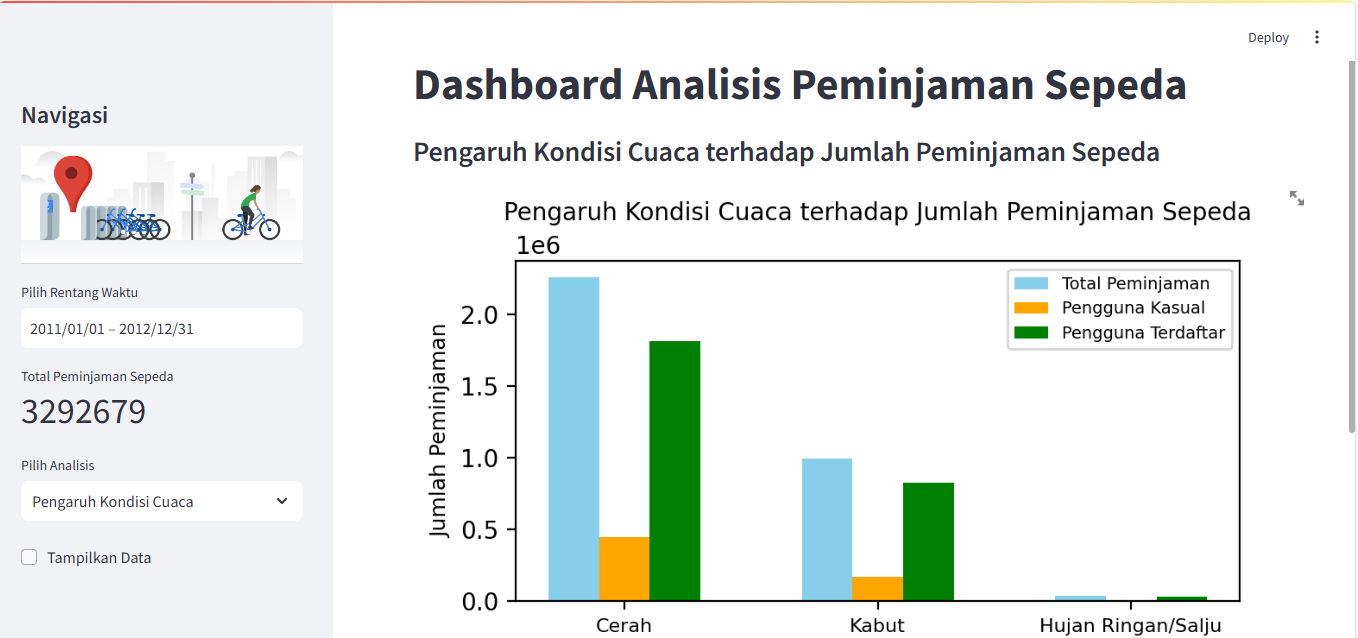 Deploy
Navigasi
Pilih Rentang Waktu
2011/01/01 – 2012/12/31
Total Peminjaman Sepeda
3292679
Pilih Analisis
Pengaruh Kondisi Cuaca
Tampilkan Data
Dashboard Analisis Peminjaman Sepeda
Pengaruh Kondisi Cuaca terhadap Jumlah Peminjaman Sepeda
Pengaruh Kondisi Cuaca terhadap Jumlah Peminjaman Sepeda
1e6
Total Peminjaman
Pengguna Kasual
Pengguna Terdaftar
Jumlah Peminjaman
2.0
1.5
1.0
0.5
0.0
Cerah
Kabut
Hujan Ringan/Salju